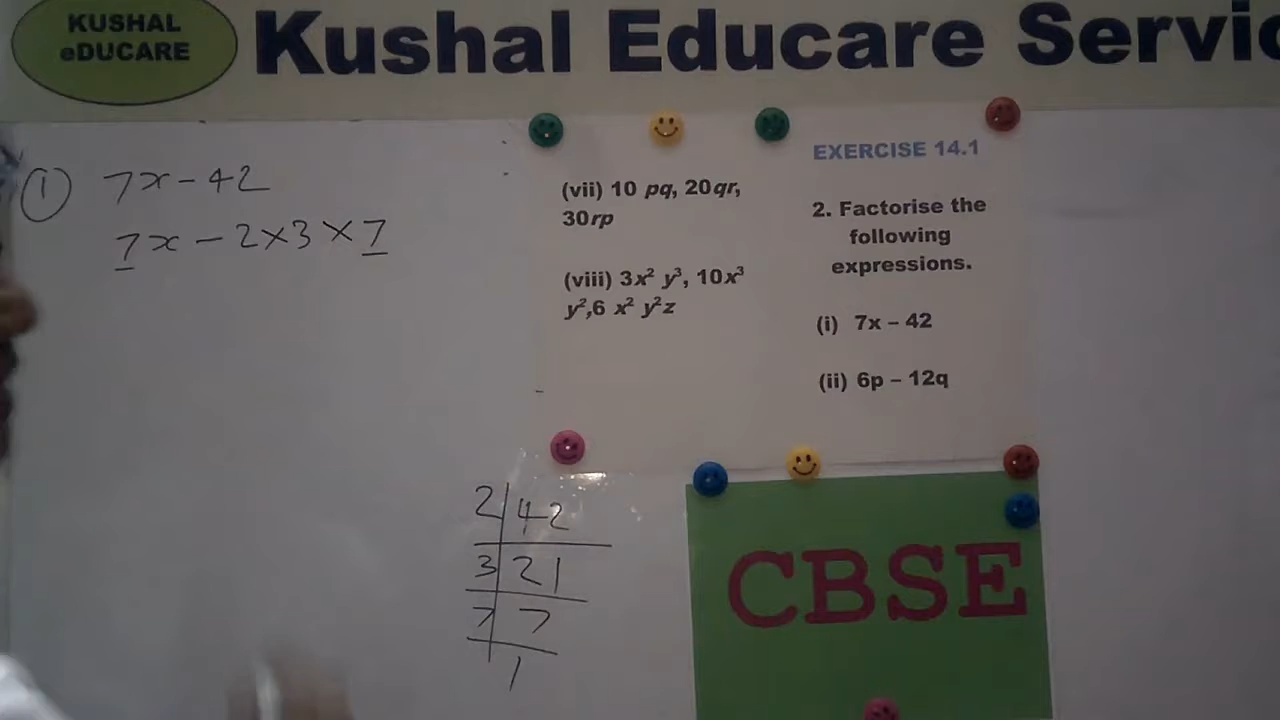 KUSHAL
eDUCARE
Kushal Educare Servic
① 7x - 42
7x - 2 × 3 × 7
(vii) 10 pq, 20qr,
30rp
(viii) 3x² y³, 10x³
y²,6 x² y²z
EXERCISE 14.1
2. Factorise the
following
expressions.
(i) 7x – 42
(ii) 6p – 12q
2 42
3 21
7 7
1
CBSE